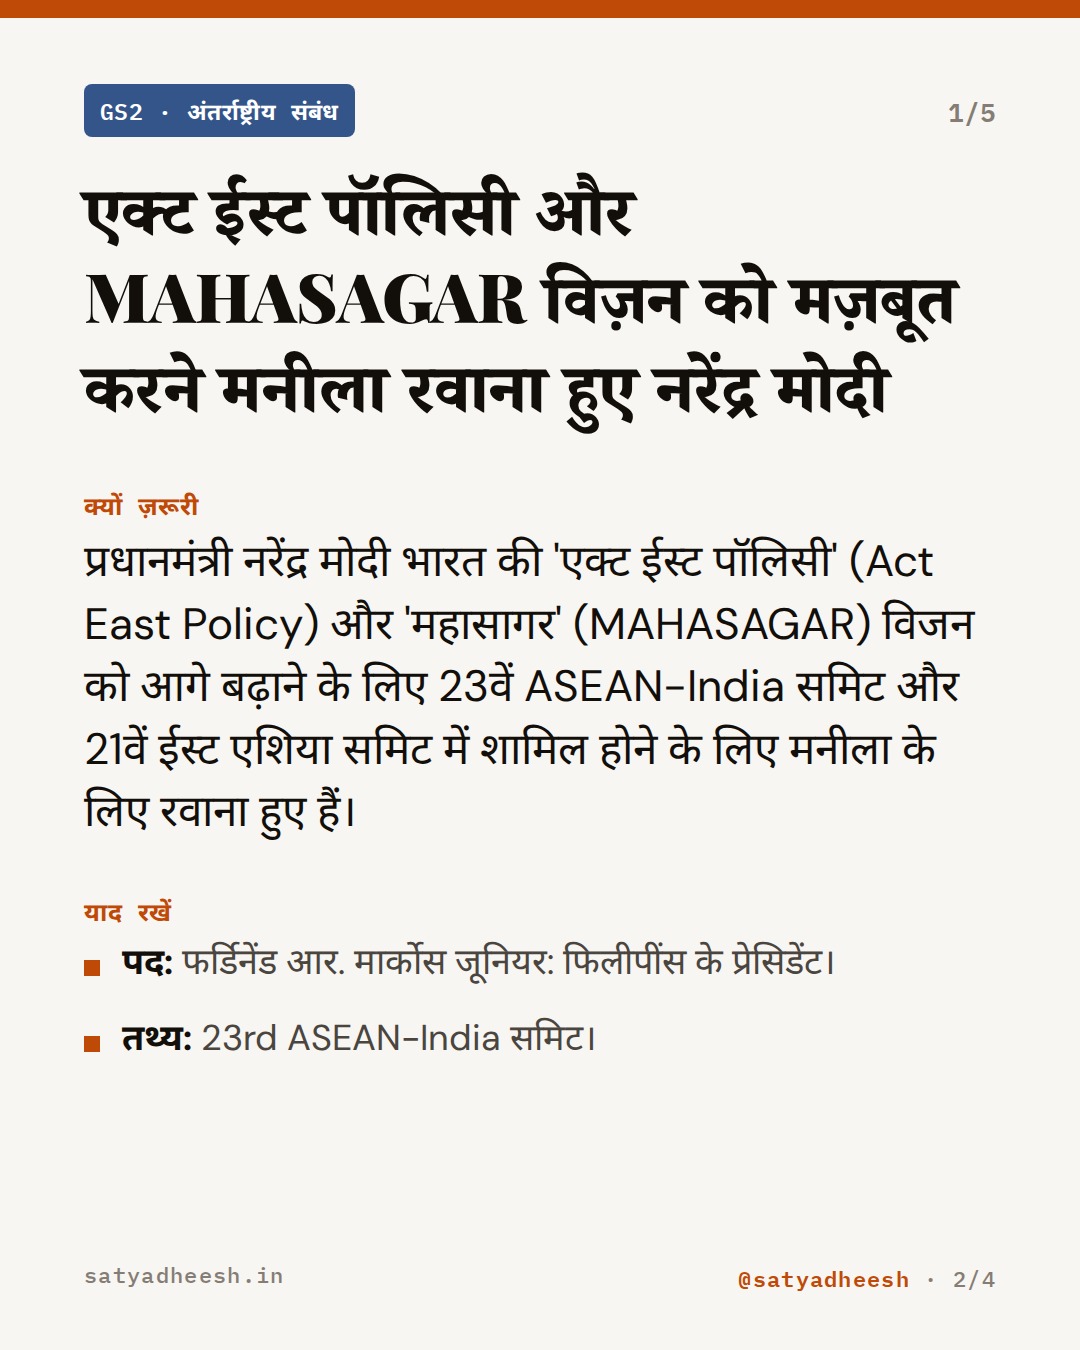 GS2 · अंतर्राष्ट्रीय संबंध
1/5
एक्ट ईस्ट पॉलिसी और
MAHASAGAR विज़न को मज़बूत
करने मनीला रवाना हुए नरेंद्र मोदी
क्यों ज़रूरी
प्रधानमंत्री नरेंद्र मोदी भारत की 'एक्ट ईस्ट पॉलिसी' (Act
East Policy) और 'महासागर' (MAHASAGAR) विजन
को आगे बढ़ाने के लिए 23वें ASEAN-India समिट और
21वें ईस्ट एशिया समिट में शामिल होने के लिए मनीला के
लिए रवाना हुए हैं।
याद रखें
पद: फर्डिनेंड आर. मार्कोस जूनियर: फिलीपींस के प्रेसिडेंट।
तथ्य: 23rd ASEAN-India समिट।
satyadheesh.in
@satyadheesh · 2/4